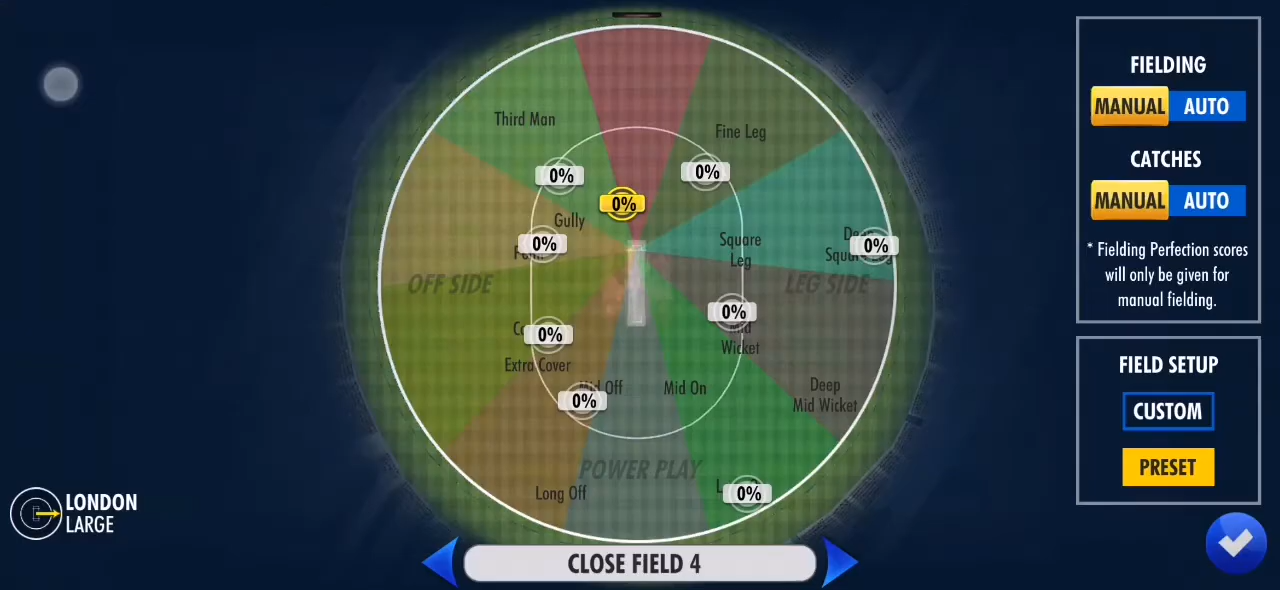 FIELDING
MANUAL AUTO
CATCHES
MANUAL AUTO
* Fielding Perfection scores
will only be given for
manual fielding.
FIELD SETUP
CUSTOM
PRESET
Third Man
Fine Leg
0%
0%
0%
Gully
0%
Square
Leg
0%
OFF SIDE
LEG SIDE
0%
Wicket
0%
Extra Cover
Mid Off
Mid On
Deep
Mid Wicket
0%
POWER PLAY
Long Off
0%
LONDON
LARGE
CLOSE FIELD 4